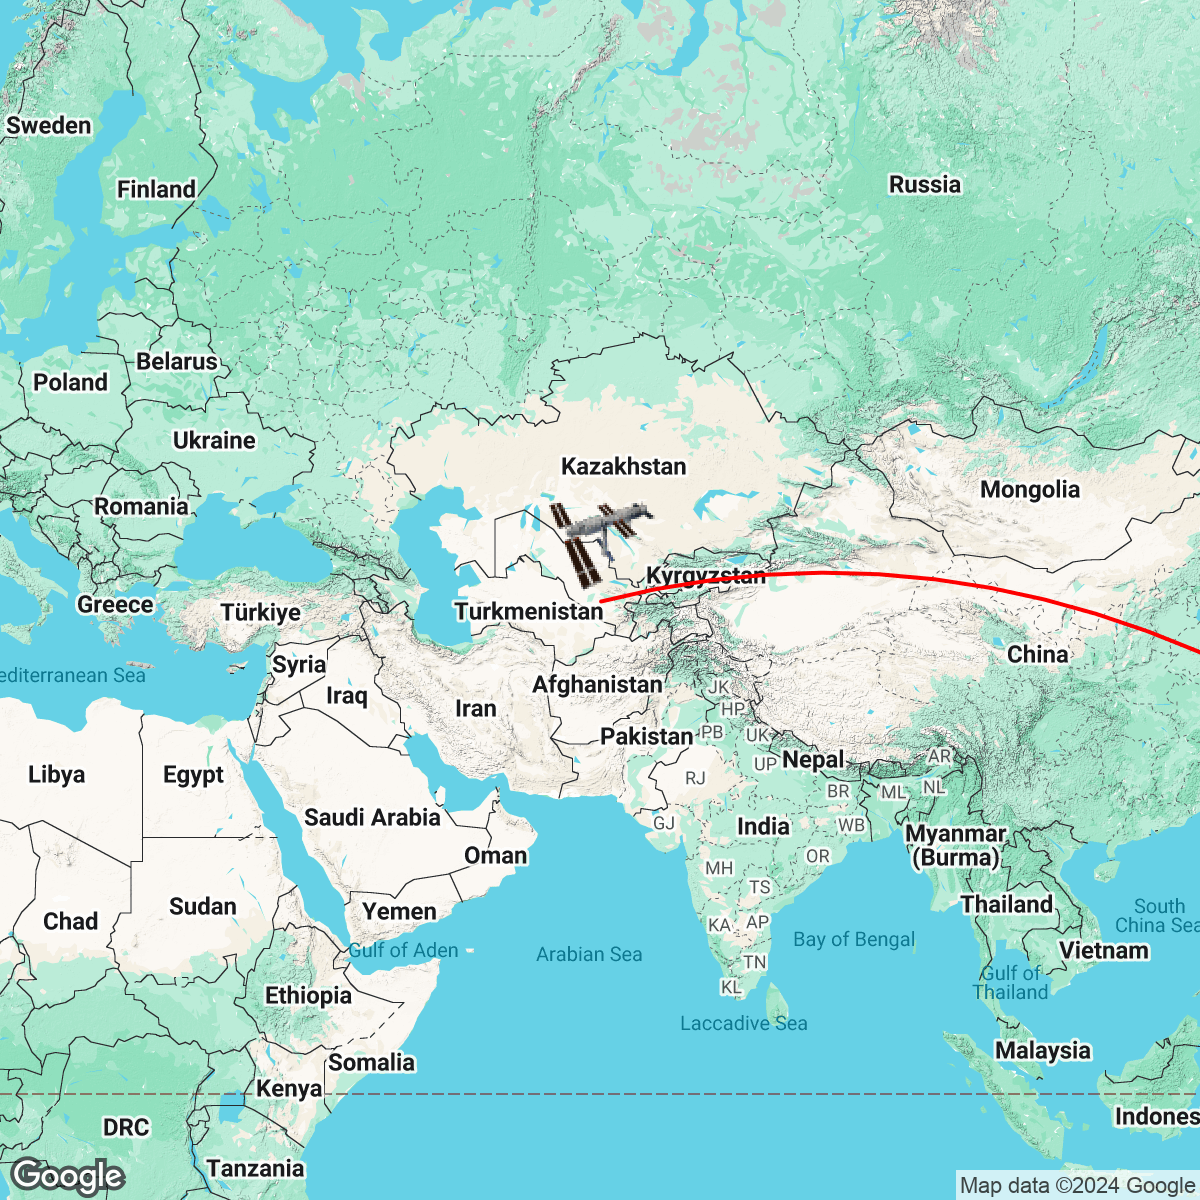 Sweden
Finland
Russia
Belarus
Poland
Ukraine
Kazakhstan
Mongolia
Romania
Kyrgyzstan
Greece
Türkiye
Turkmenistan
China
Syria
editerranean Sea
Iraq
Afghanistan
JK
Iran
HP
Pakistan
PB
UK
Nepal
AR
Libya
Egypt
UP
RJ
BR
ML
NL
Saudi Arabia
GJ
India
WB
Myanmar
(Burma)
Oman
OR
MH
TS
Sudan
Thailand
South
China Sea
Chad
Yemen
KA
AP
Bay of Bengal
Vietnam
Gulf of Aden
Arabian Sea
TN
Gulf of
Thailand
Ethiopia
KL
Laccadive Sea
Malaysia
Somalia
Kenya
Indones
DRC
Tanzania
Google
Map data ©2024 Google